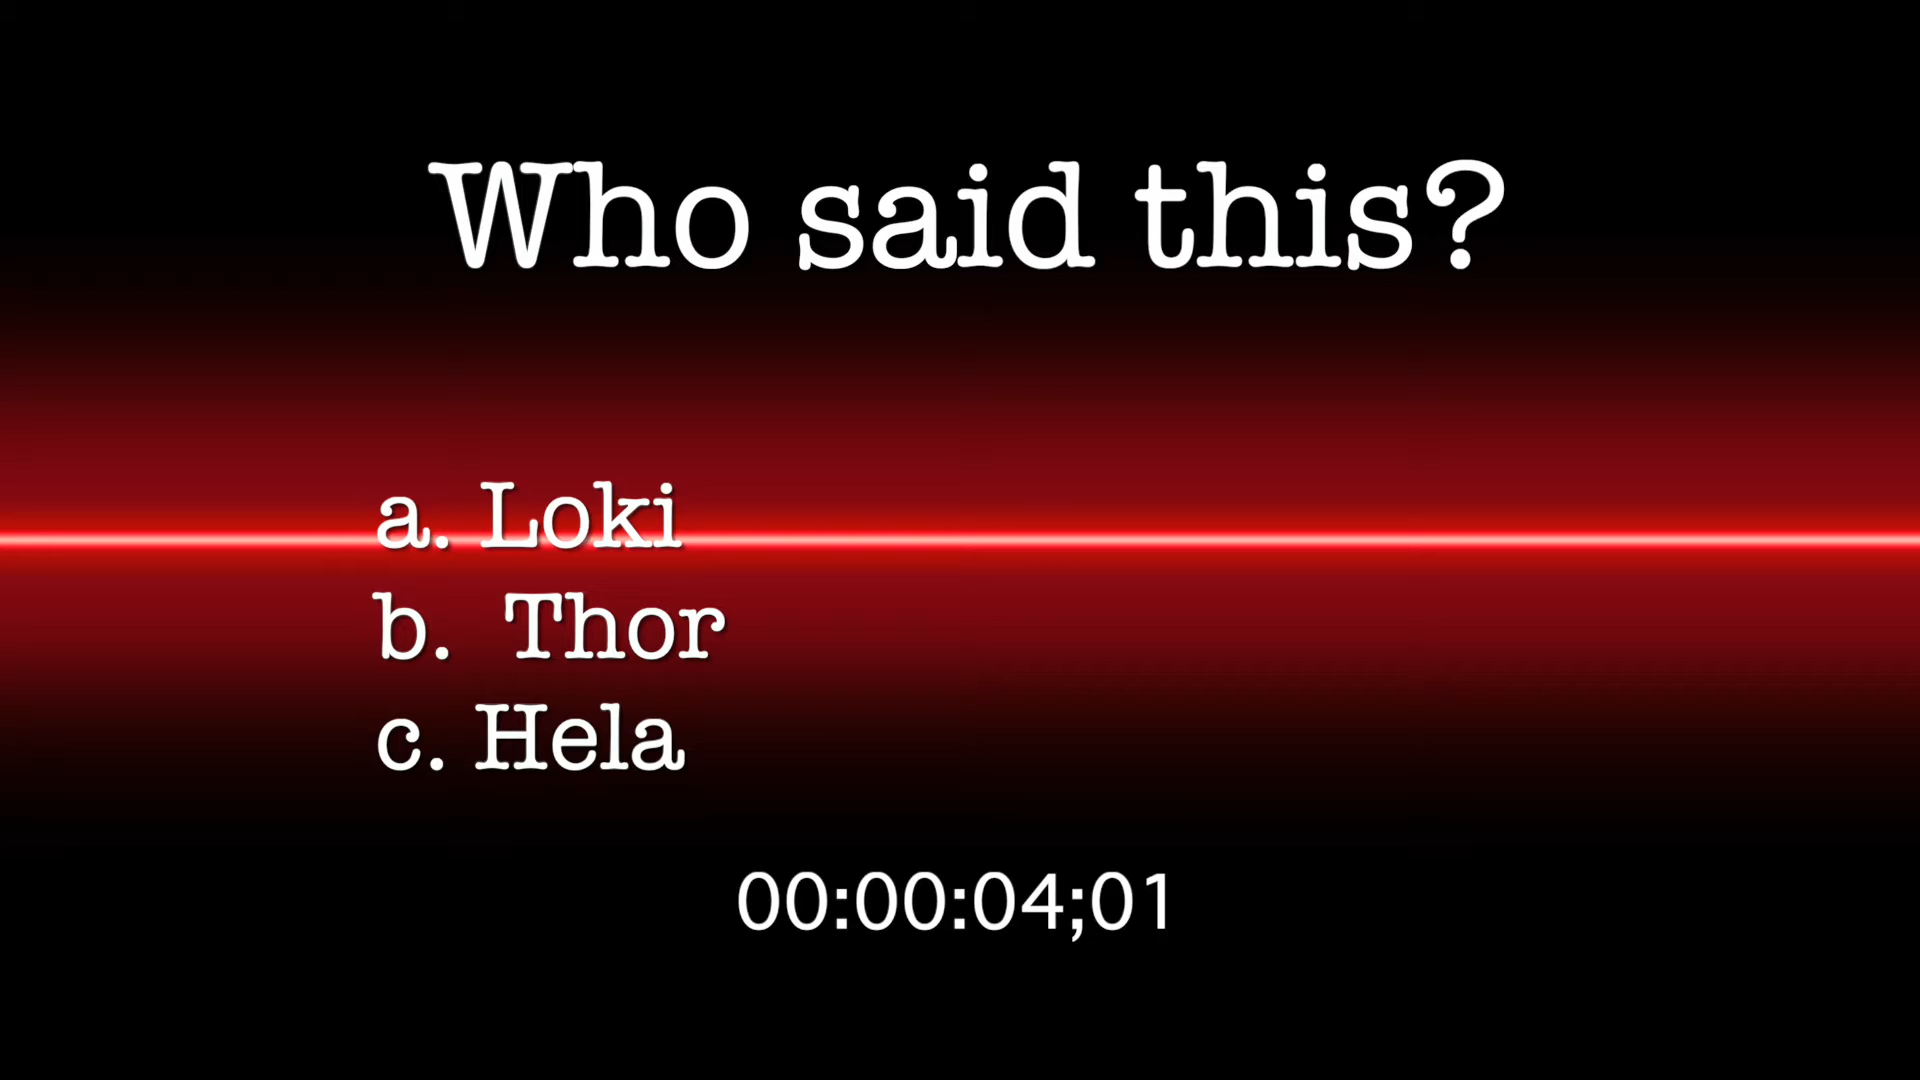 Who said this?
a. Loki
b. Thor
c. Hela
00:00:04;01